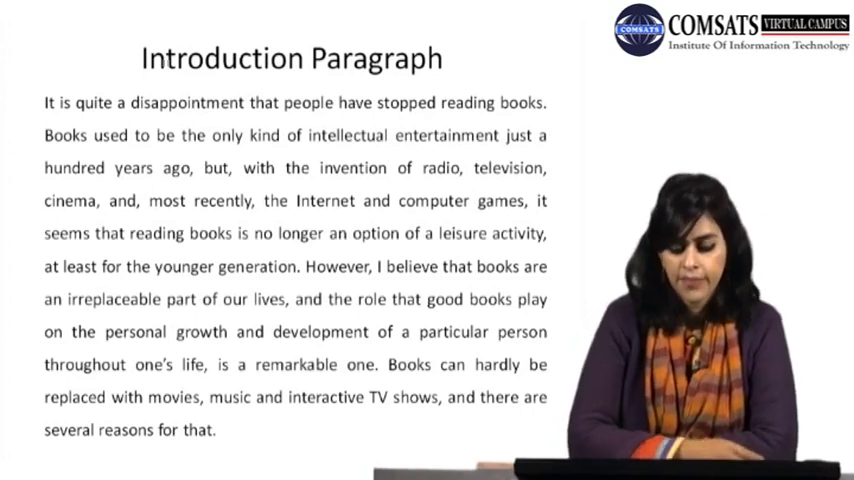 COMSATS VIRTUAL CAMPUS
Institute Of Information Technology
COMSATS
Introduction Paragraph
It is quite a disappointment that people have stopped reading books.
Books used to be the only kind of intellectual entertainment just a
hundred years ago, but, with the invention of radio, television,
cinema, and, most recently, the Internet and computer games, it
seems that reading books is no longer an option of a leisure activity,
at least for the younger generation. However, I believe that books are
an irreplaceable part of our lives, and the role that good books play
on the personal growth and development of a particular person
throughout one's life, is a remarkable one. Books can hardly be
replaced with movies, music and interactive TV shows, and there are
several reasons for that.